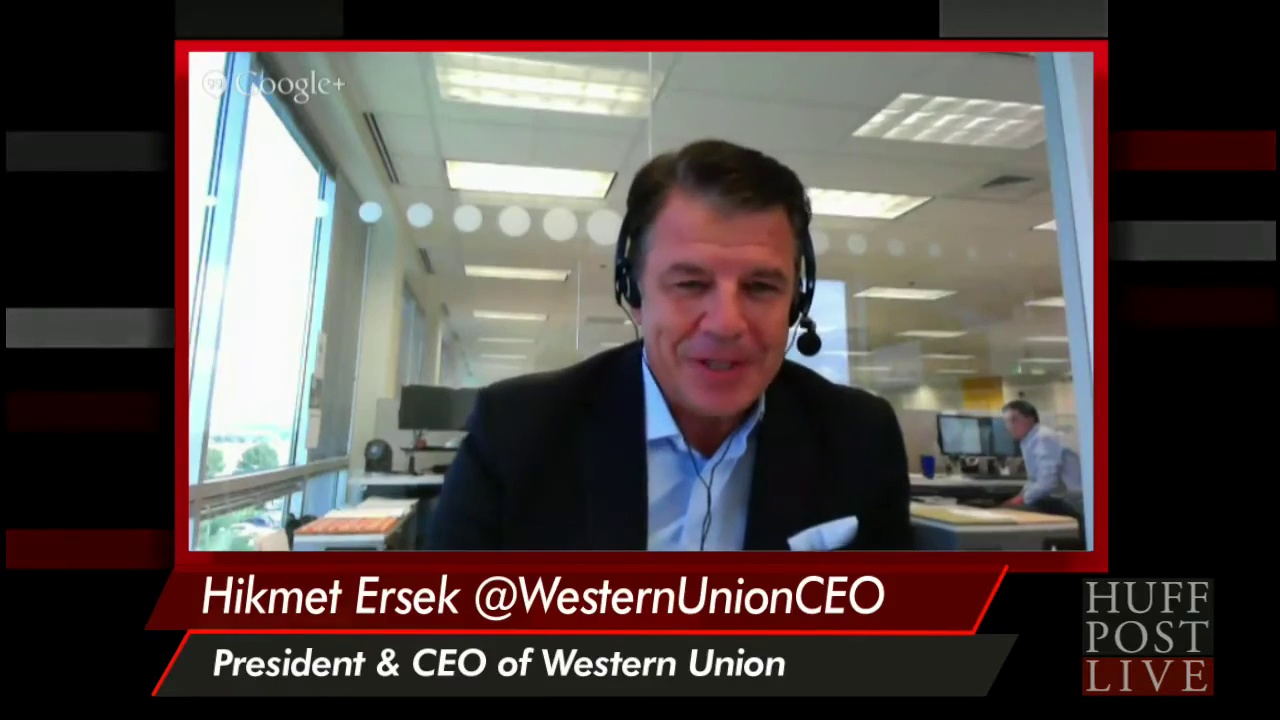 Google+
Hikmet Ersek @WesternUnionCEO
President & CEO of Western Union
HUFF
POST
LIVE